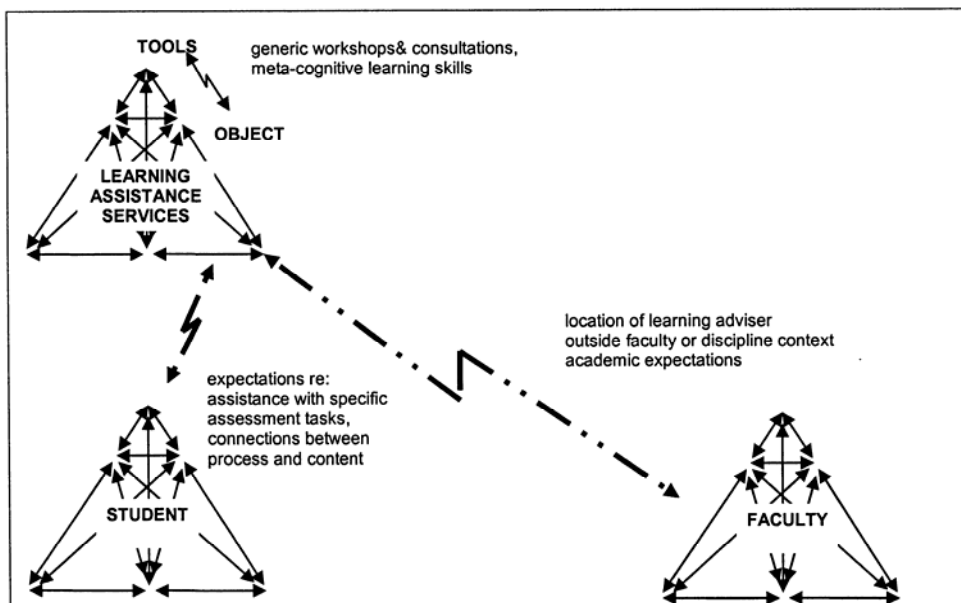 TOOLS
generic workshops& consultations,
meta-cognitive learning skills
OBJECT
LEARNING
ASSISTANCE
SERVICES
location of learning adviser
outside faculty or discipline context
academic expectations
expectations re:
assistance with specific
assessment tasks,
connections between
process and content
STUDENT
FACULTY